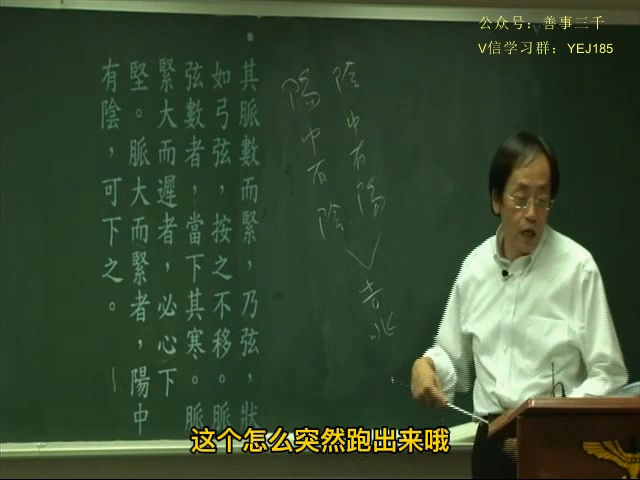 公众号：善事三千
V信学习群：YEJ185
其脈數而緊，乃弦，狀
如弓弦，按之不移。脈
弦數者，當下其寒。脈
緊大而遲者，必心下
堅。脈大而緊者，陽中
有陰，可下之。
陰中有陽
陽中有陰
吉兆
这个怎么突然跑出来哦